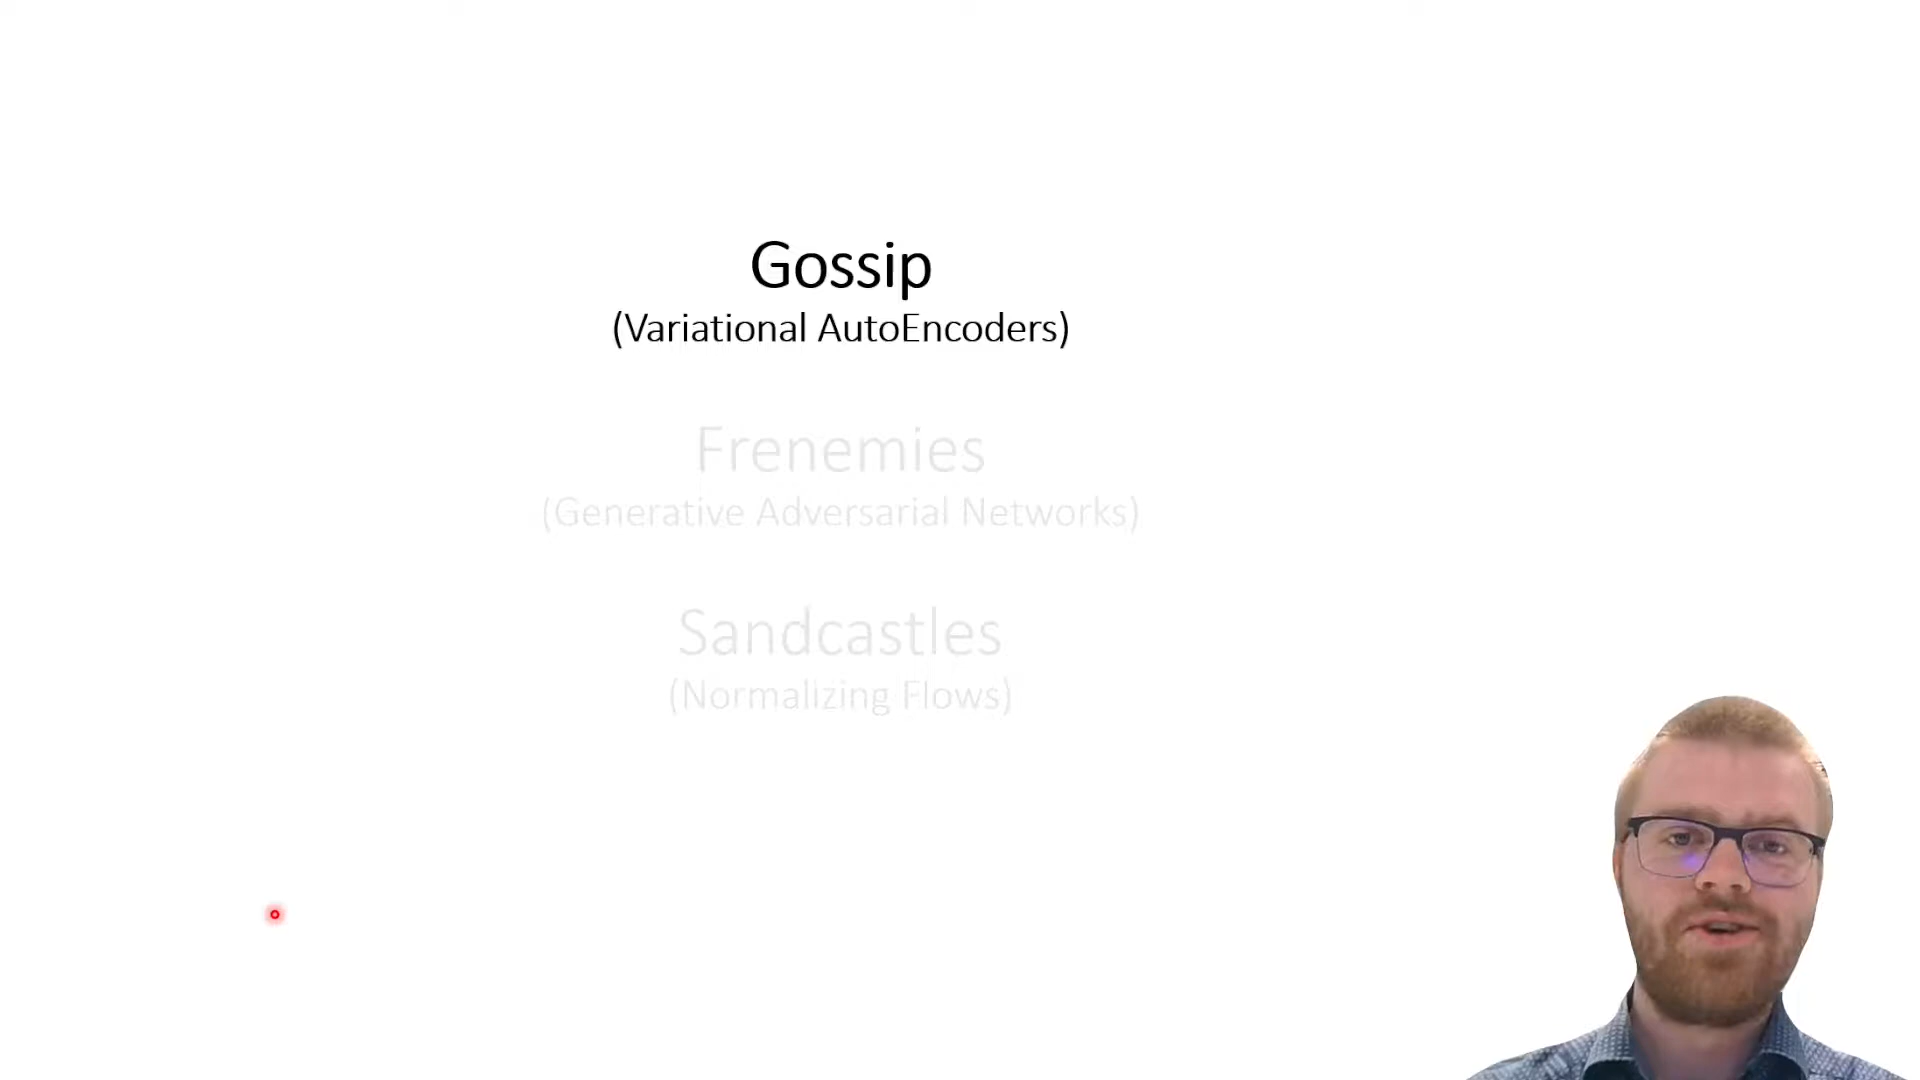 Gossip
(Variational AutoEncoders)
Frenemies
(Generative Adversarial Networks)
Sandcastles
(Normalizing Flows)